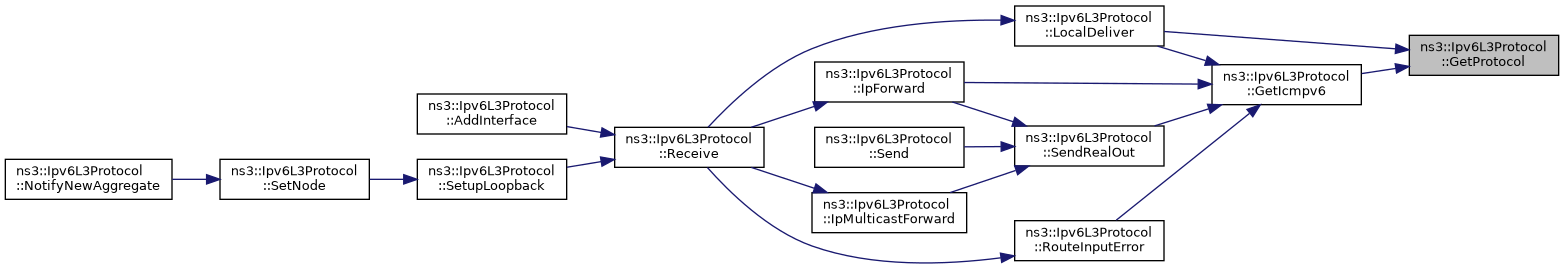 ns3::Ipv6L3Protocol
::NotifyNewAggregate
ns3::Ipv6L3Protocol
::SetNode
ns3::Ipv6L3Protocol
::AddInterface
ns3::Ipv6L3Protocol
::SetupLoopback
ns3::Ipv6L3Protocol
::Receive
ns3::Ipv6L3Protocol
::IpForward
ns3::Ipv6L3Protocol
::Send
ns3::Ipv6L3Protocol
::IpMulticastForward
ns3::Ipv6L3Protocol
::LocalDeliver
ns3::Ipv6L3Protocol
::SendRealOut
ns3::Ipv6L3Protocol
::RouteInputError
ns3::Ipv6L3Protocol
::GetIcmpv6
ns3::Ipv6L3Protocol
::GetProtocol